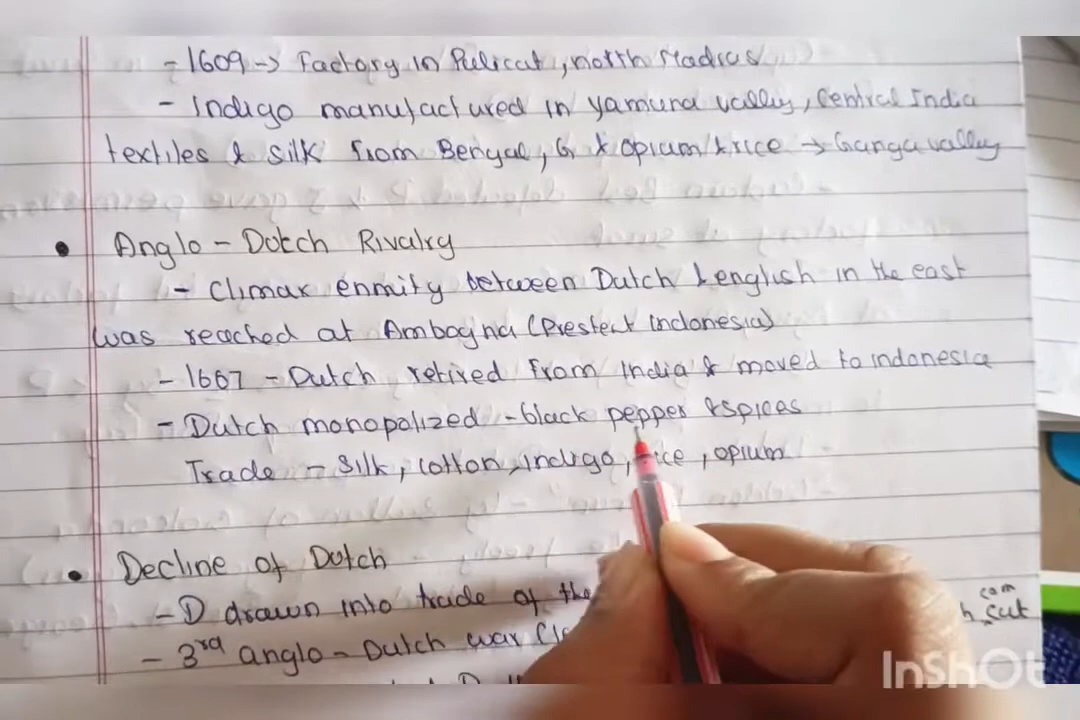 - 1609 -> Factory in Pulicat, north Madras
- Indigo manufactured in yamuna valley, Central India
textiles & silk from Bengal, G & Opium & rice -> Ganga valley
• Anglo - Dutch Rivalry
- Climax enmity between Dutch & english in the east
was reached at Amboyna (Present Indonesia)
- 1667 - Dutch retired from India & moved to indonesia
- Dutch monopolized - black pepper & spices
Trade - Silk, cotton, indigo, rice, opium
• Decline of Dutch
- D drawn into trade of the
com
cut
- 3rd anglo - Dutch war
InShOt